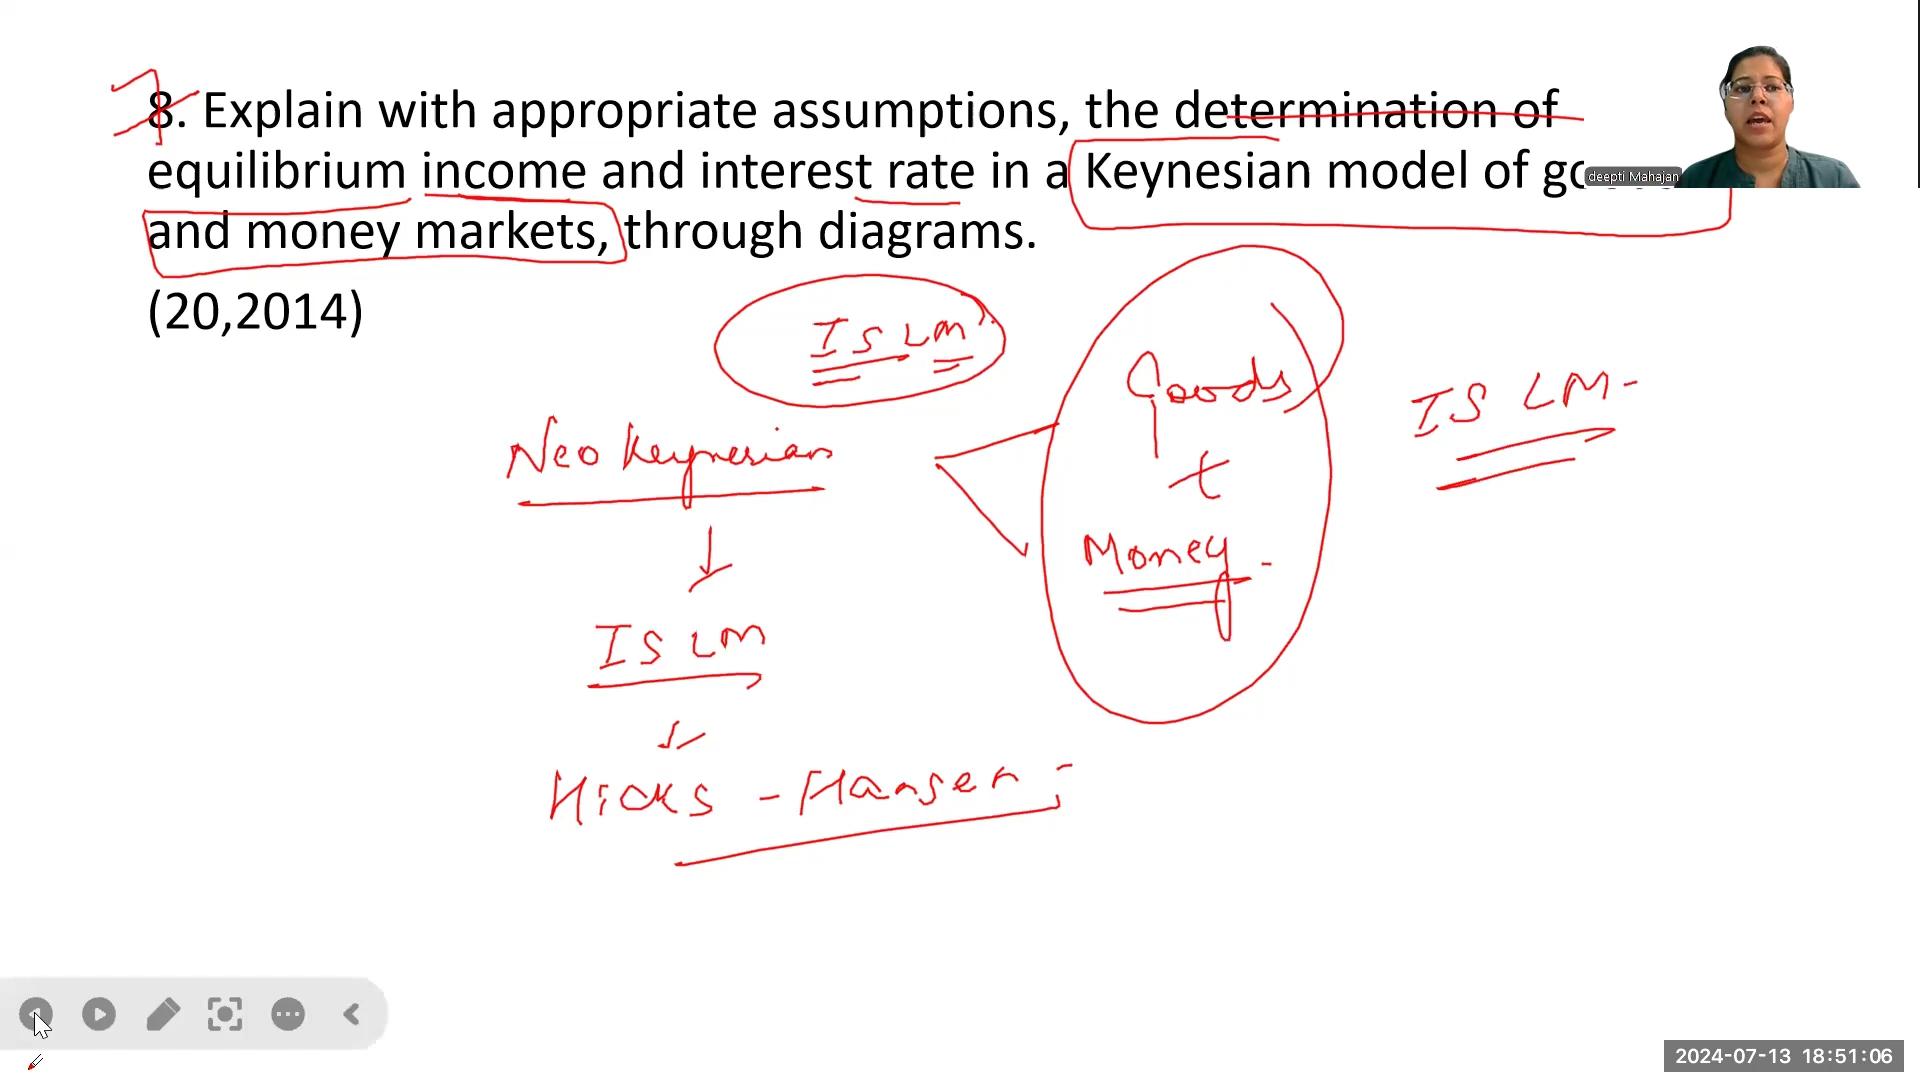 8. Explain with appropriate assumptions, the determination of
equilibrium income and interest rate in a Keynesian model of
and money markets, through diagrams.
(20,2014)
deepti Mahajan
IS LM
Goods
IS LM
Neo Keynesian
+
Money
IS LM
Hicks - Hansen
2024-07-13 18:51:06